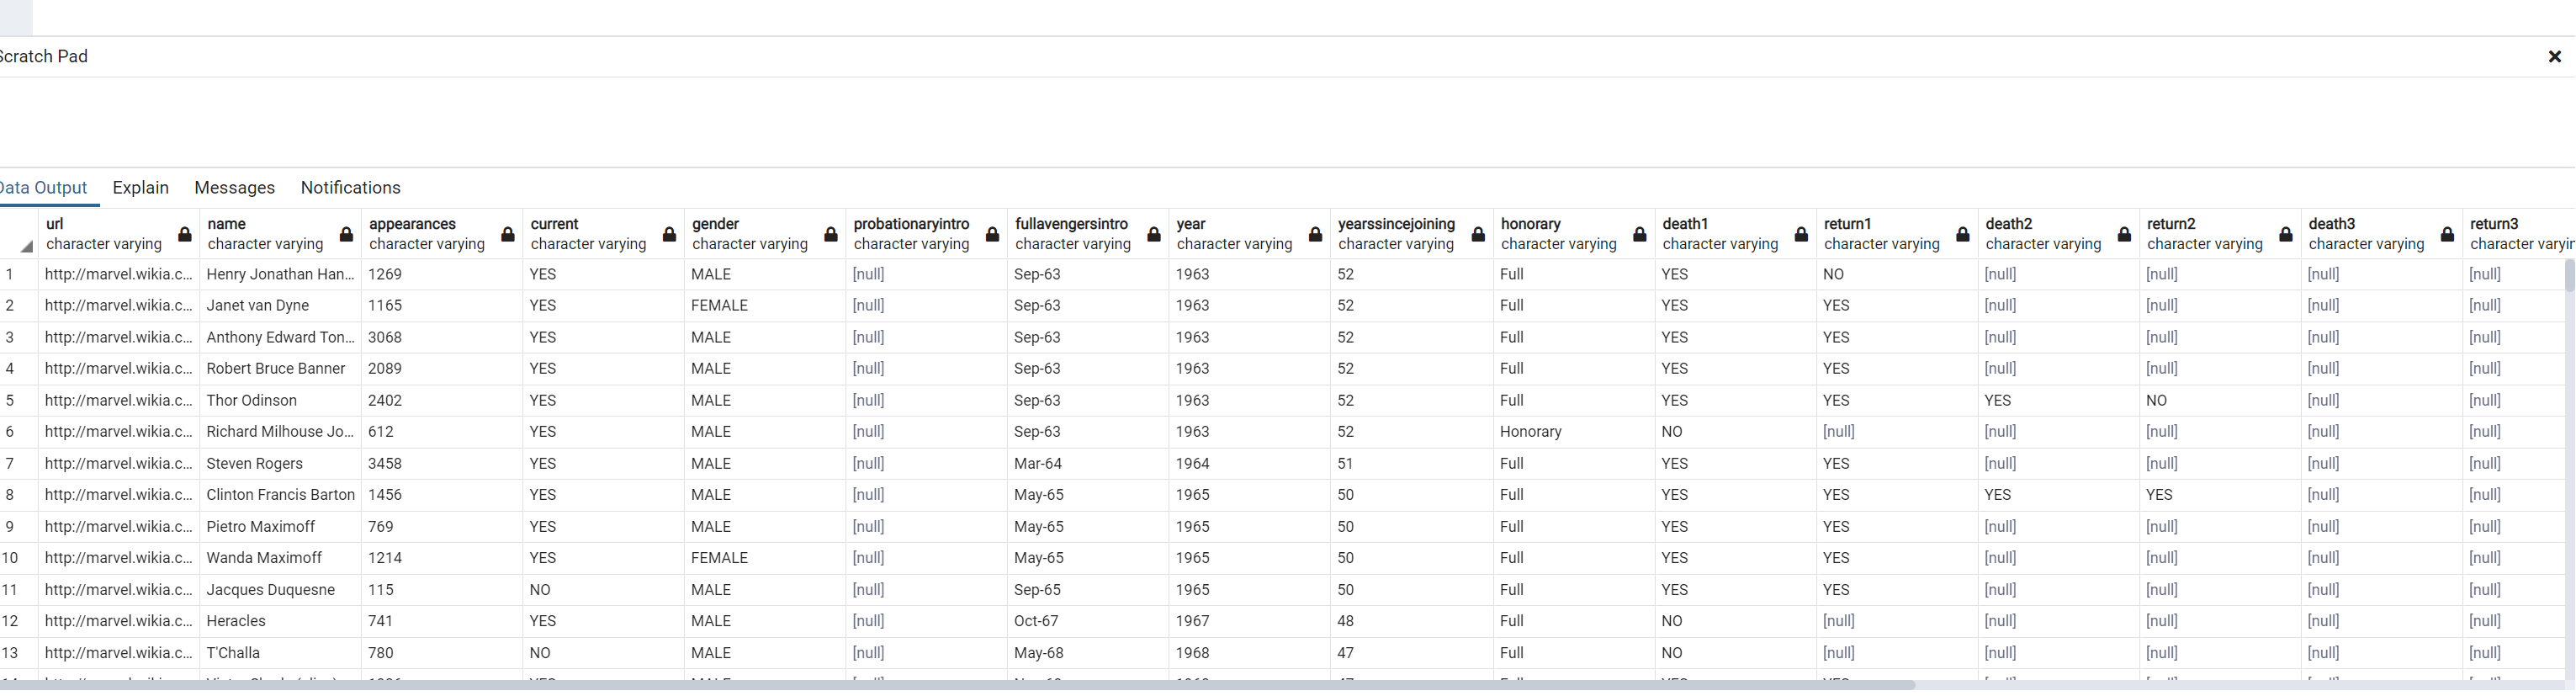 Scratch Pad
Data Output Explain Messages Notifications
url name appearances current gender probationaryintro fullavengersintro year yearssincejoining honorary death1 return1 death2 return2 death3 return3
character varying character varying character varying character varying character varying character varying character varying character varying character varying character varying character varying character varying character varying character varying character varying character varyin
1 http://marvel.wikia.c... Henry Jonathan Han... 1269 YES MALE [null] Sep-63 1963 52 Full YES NO [null] [null] [null] [null]
2 http://marvel.wikia.c... Janet van Dyne 1165 YES FEMALE [null] Sep-63 1963 52 Full YES YES [null] [null] [null] [null]
3 http://marvel.wikia.c... Anthony Edward Ton... 3068 YES MALE [null] Sep-63 1963 52 Full YES YES [null] [null] [null] [null]
4 http://marvel.wikia.c... Robert Bruce Banner 2089 YES MALE [null] Sep-63 1963 52 Full YES YES [null] [null] [null] [null]
5 http://marvel.wikia.c... Thor Odinson 2402 YES MALE [null] Sep-63 1963 52 Full YES YES YES NO [null] [null]
6 http://marvel.wikia.c... Richard Milhouse Jo... 612 YES MALE [null] Sep-63 1963 52 Honorary NO [null] [null] [null] [null] [null]
7 http://marvel.wikia.c... Steven Rogers 3458 YES MALE [null] Mar-64 1964 51 Full YES YES [null] [null] [null] [null]
8 http://marvel.wikia.c... Clinton Francis Barton 1456 YES MALE [null] May-65 1965 50 Full YES YES YES YES [null] [null]
9 http://marvel.wikia.c... Pietro Maximoff 769 YES MALE [null] May-65 1965 50 Full YES YES [null] [null] [null] [null]
10 http://marvel.wikia.c... Wanda Maximoff 1214 YES FEMALE [null] May-65 1965 50 Full YES YES [null] [null] [null] [null]
11 http://marvel.wikia.c... Jacques Duquesne 115 NO MALE [null] Sep-65 1965 50 Full YES YES [null] [null] [null] [null]
12 http://marvel.wikia.c... Heracles 741 YES MALE [null] Oct-67 1967 48 Full NO [null] [null] [null] [null] [null]
13 http://marvel.wikia.c... T'Challa 780 NO MALE [null] May-68 1968 47 Full NO [null] [null] [null] [null] [null]